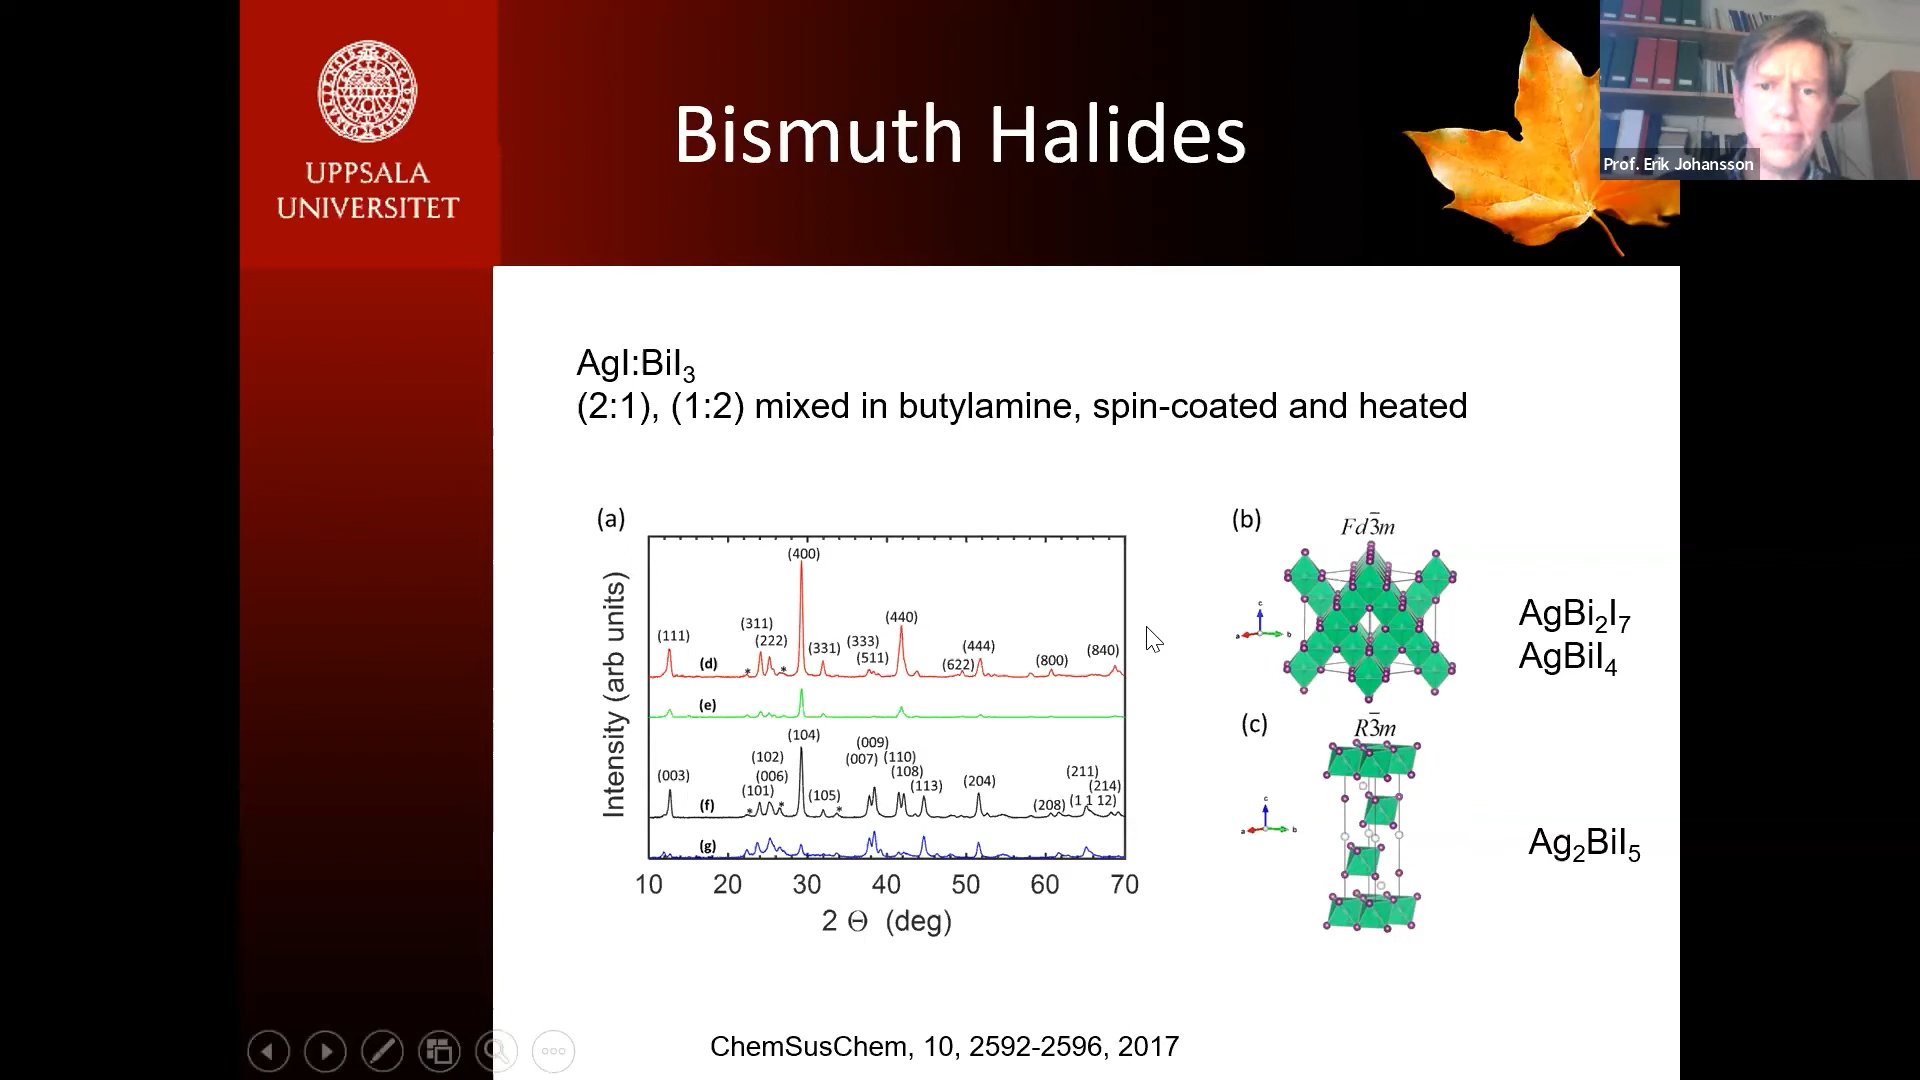 UPPSALA
UNIVERSITET
Bismuth Halides
Prof. Erik Johansson
AgI:BiI₃
(2:1), (1:2) mixed in butylamine, spin-coated and heated
(a)
Intensity (arb units)
(400)
(111)
(311)
(222)
(331)
(333)
(511)
(440)
(622)
(444)
(800)
(840)
* *
(d)
(e)
(003)
(101)
(102)
(006)
(104)
(105)
(009)
(007)
(110)
(108)
(113)
(204)
(208)
(211)
(214)
(1 1 12)
* * *
(f)
(g)
10 20 30 40 50 60 70
2 Θ (deg)
(b)
Fd3̅m
c
a b
AgBi₂I₇
AgBiI₄
(c)
R3̅m
c
a b
Ag₂BiI₅
ChemSusChem, 10, 2592-2596, 2017